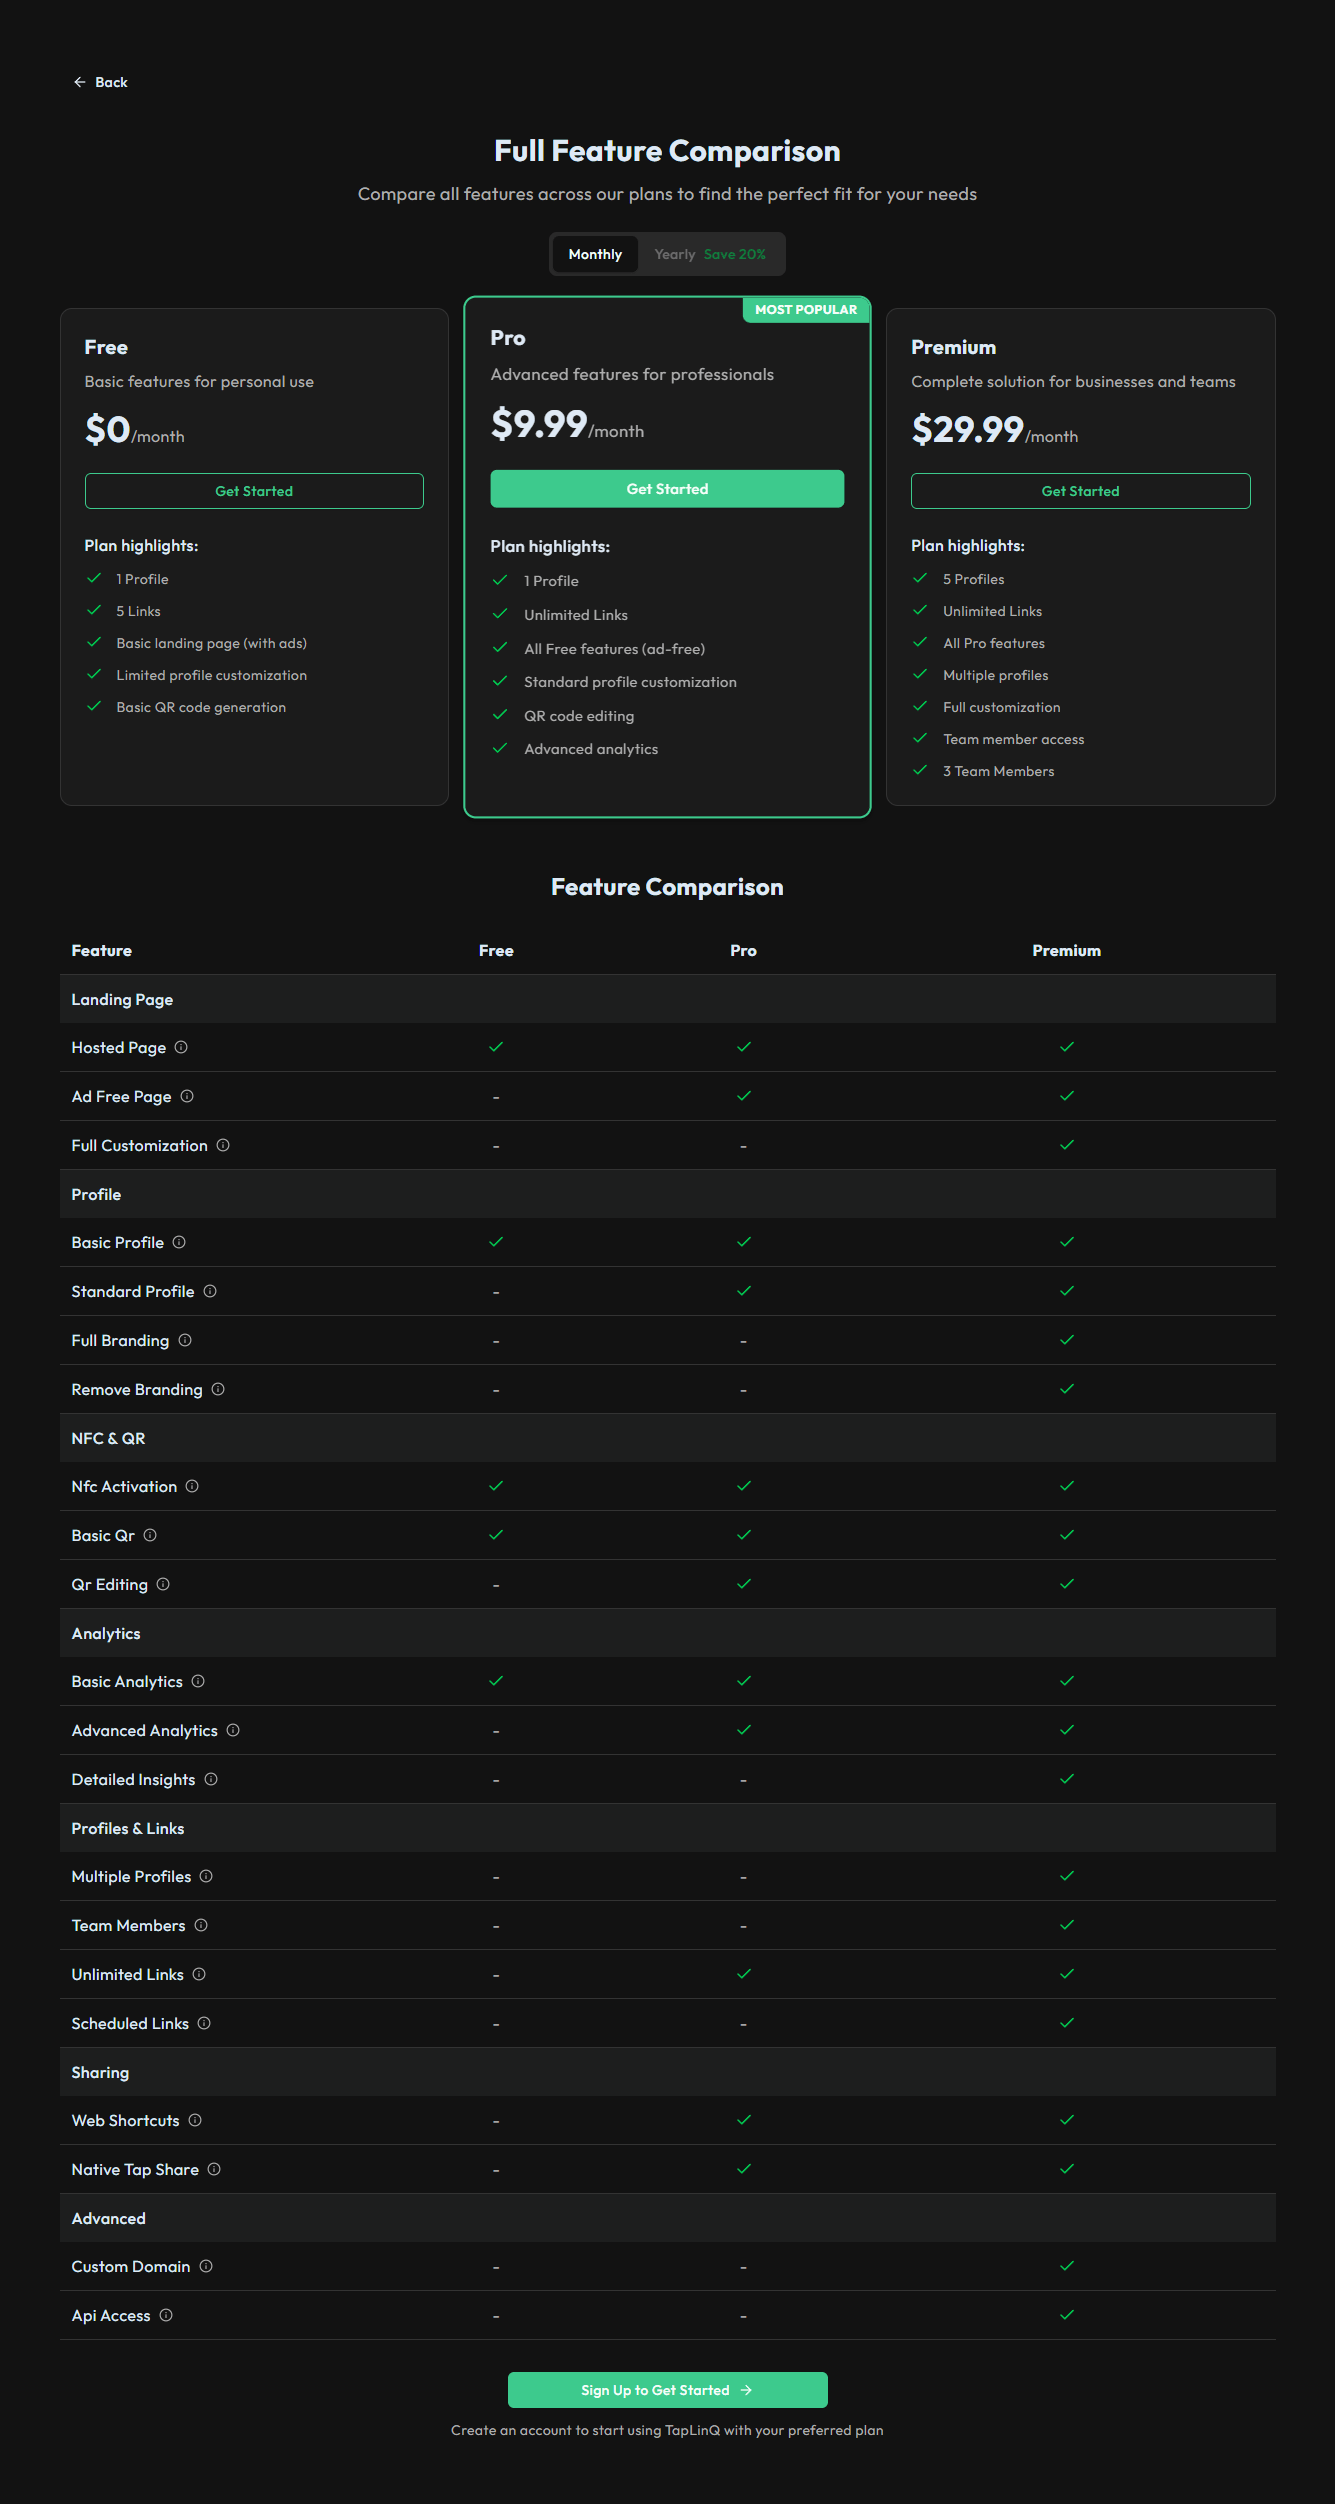 Back
Full Feature Comparison
Compare all features across our plans to find the perfect fit for your needs
Monthly Yearly Save 20%
Free
Basic features for personal use
$0/month
Get Started
Plan highlights:
1 Profile
5 Links
Basic landing page (with ads)
Limited profile customization
Basic QR code generation
MOST POPULAR
Pro
Advanced features for professionals
$9.99/month
Get Started
Plan highlights:
1 Profile
Unlimited Links
All Free features (ad-free)
Standard profile customization
QR code editing
Advanced analytics
Premium
Complete solution for businesses and teams
$29.99/month
Get Started
Plan highlights:
5 Profiles
Unlimited Links
All Pro features
Multiple profiles
Full customization
Team member access
3 Team Members
Feature Comparison
Feature Free Pro Premium
Landing Page
Hosted Page ✓ ✓ ✓
Ad Free Page - ✓ ✓
Full Customization - - ✓
Profile
Basic Profile ✓ ✓ ✓
Standard Profile - ✓ ✓
Full Branding - - ✓
Remove Branding - - ✓
NFC & QR
Nfc Activation ✓ ✓ ✓
Basic Qr ✓ ✓ ✓
Qr Editing - ✓ ✓
Analytics
Basic Analytics ✓ ✓ ✓
Advanced Analytics - ✓ ✓
Detailed Insights - - ✓
Profiles & Links
Multiple Profiles - - ✓
Team Members - - ✓
Unlimited Links - ✓ ✓
Scheduled Links - - ✓
Sharing
Web Shortcuts - ✓ ✓
Native Tap Share - ✓ ✓
Advanced
Custom Domain - - ✓
Api Access - - ✓
Sign Up to Get Started →
Create an account to start using TapLinQ with your preferred plan